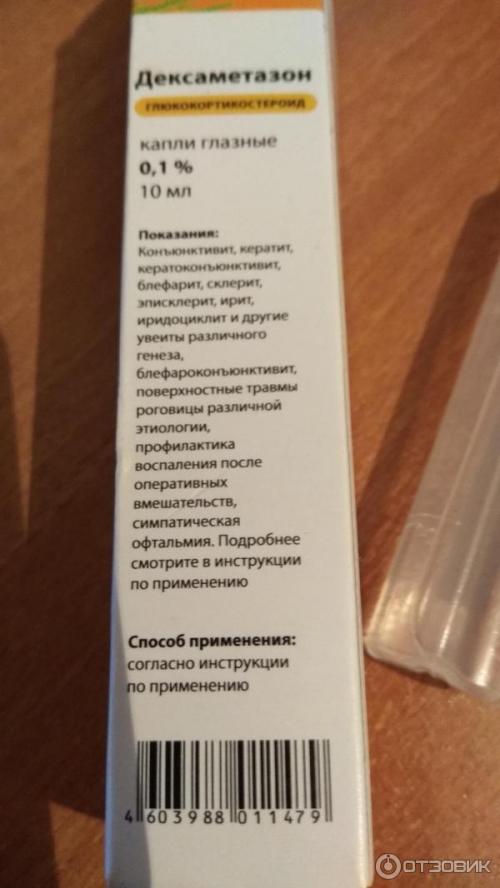 Дексаметазон
ГЛЮКОКОРТИКОСТЕРОИД
капли глазные
0,1 %
10 мл
Показания:
Конъюнктивит, кератит,
кератоконъюнктивит,
блефарит, склерит,
эписклерит, ирит,
иридоциклит и другие
увеиты различного
генеза,
блефароконъюнктивит,
поверхностные травмы
роговицы различной
этиологии,
профилактика
воспаления после
оперативных
вмешательств,
симпатическая
офтальмия. Подробнее
смотрите в инструкции
по применению
Способ применения:
согласно инструкции
по применению
4 603988 011479
ОТЗОВИК